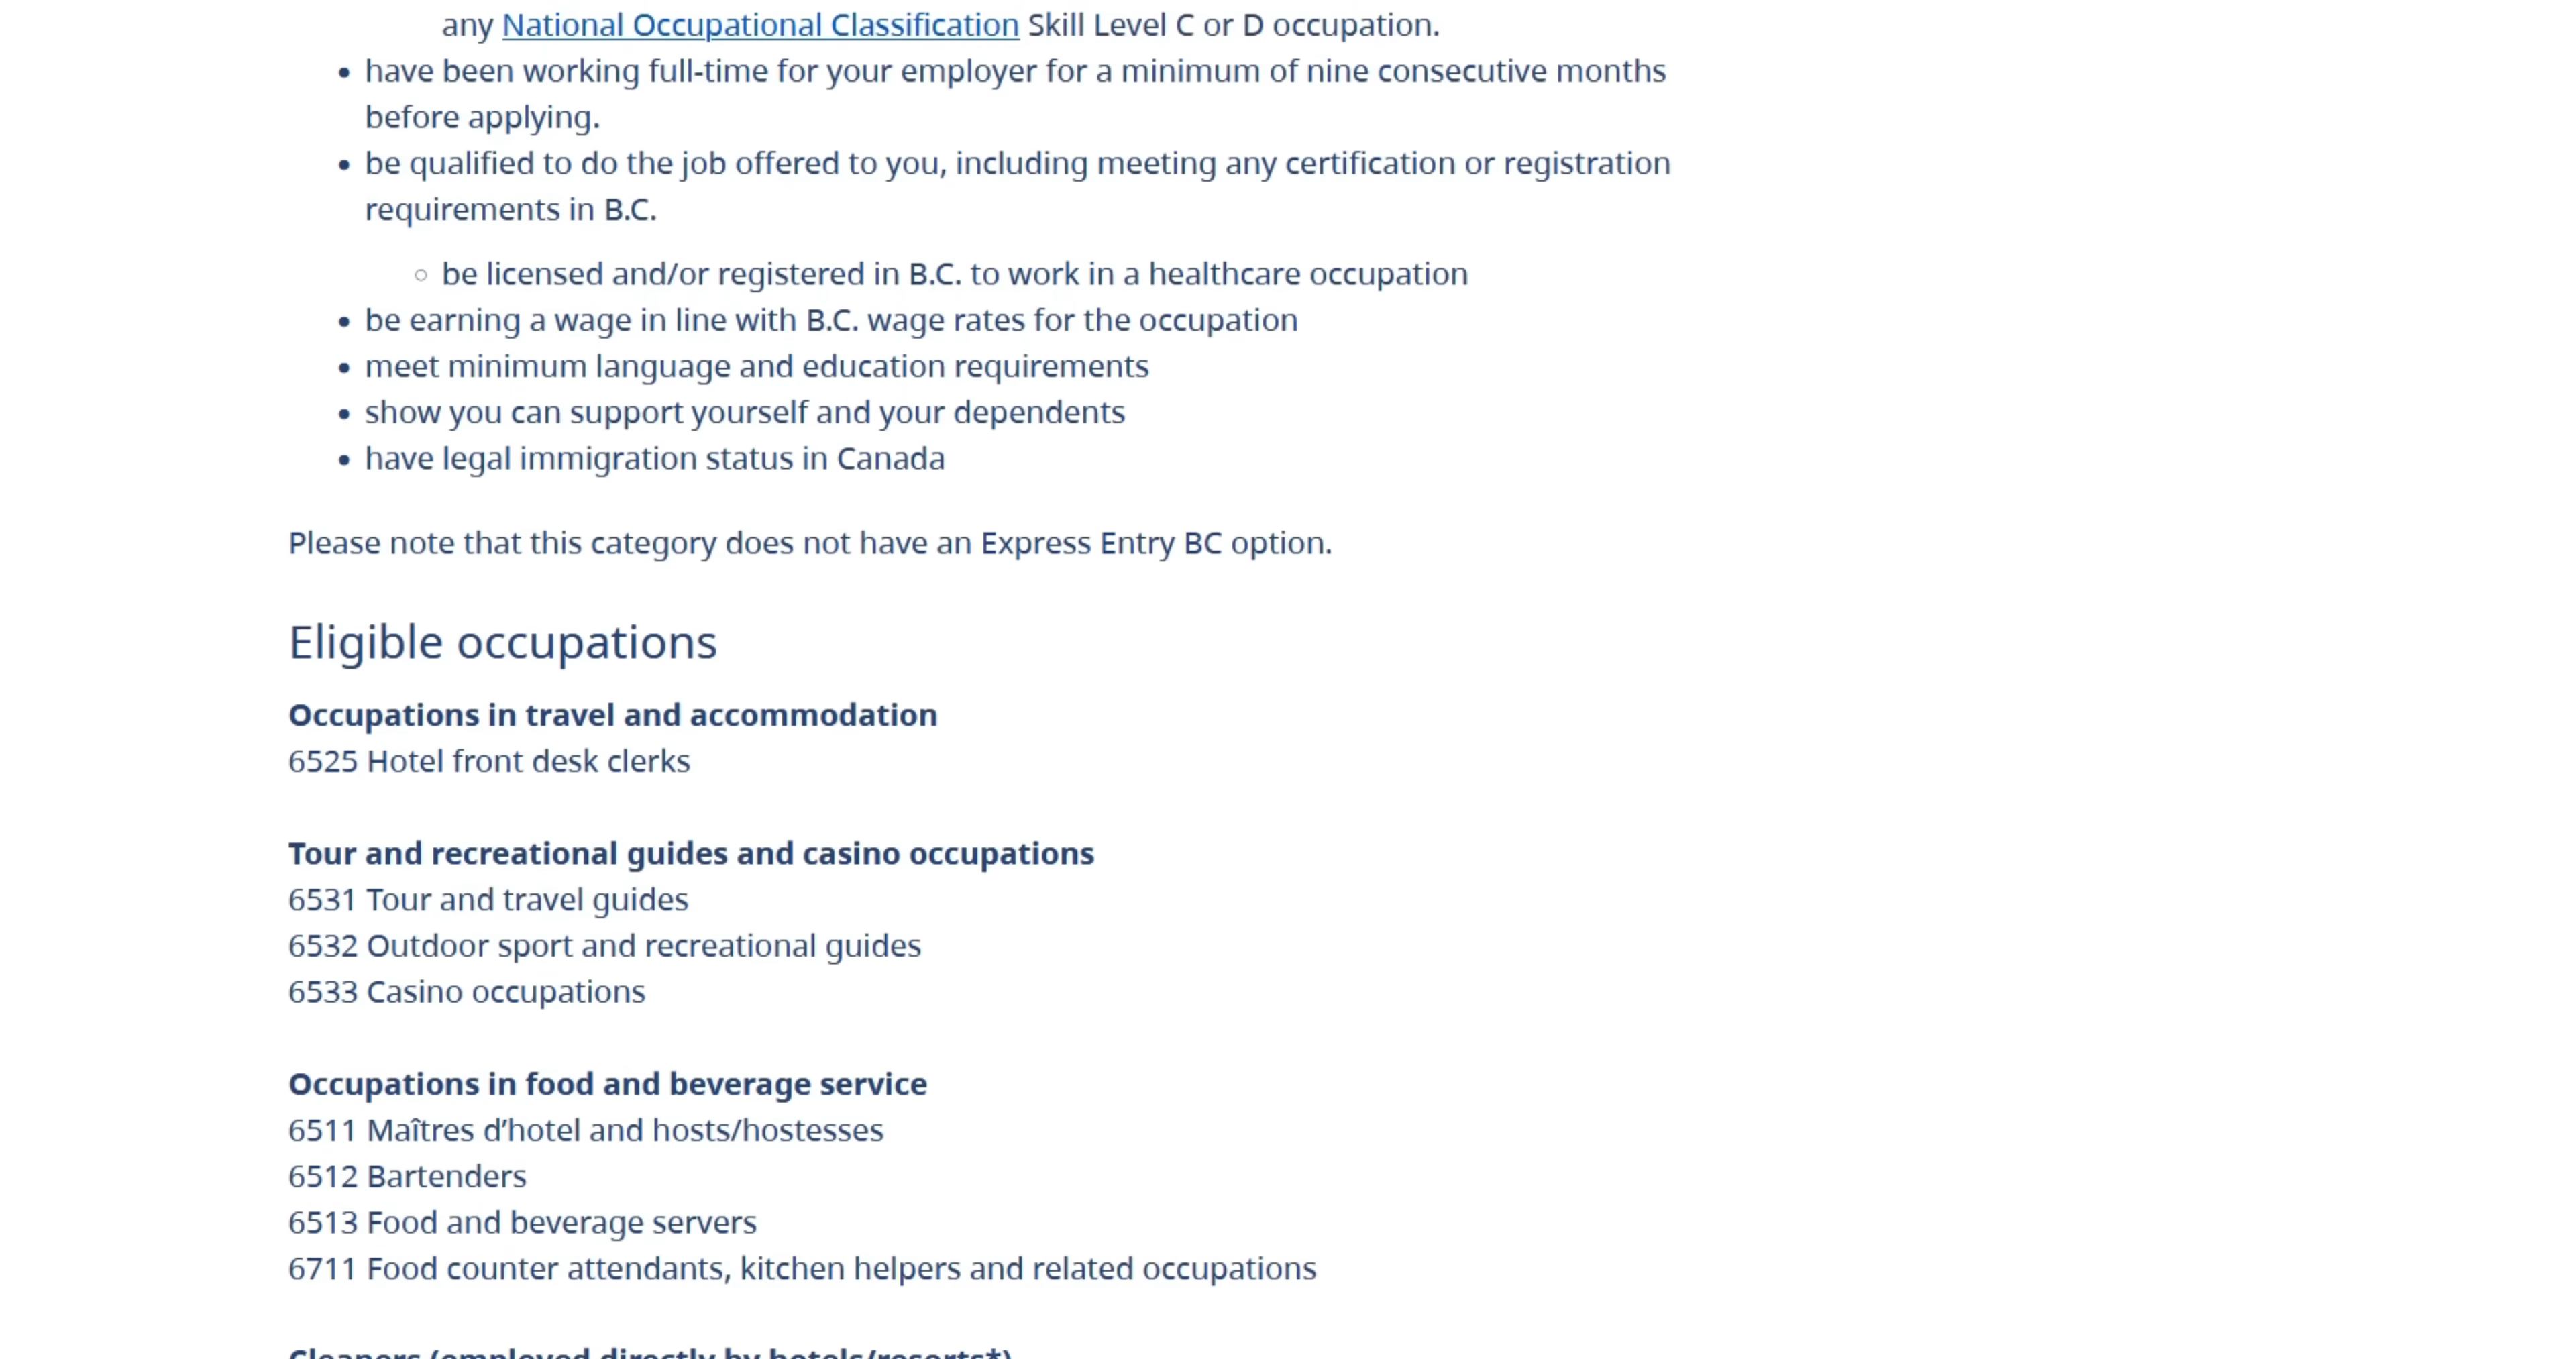 any National Occupational Classification Skill Level C or D occupation.
have been working full-time for your employer for a minimum of nine consecutive months
before applying.
be qualified to do the job offered to you, including meeting any certification or registration
requirements in B.C.
be licensed and/or registered in B.C. to work in a healthcare occupation
be earning a wage in line with B.C. wage rates for the occupation
meet minimum language and education requirements
show you can support yourself and your dependents
have legal immigration status in Canada
Please note that this category does not have an Express Entry BC option.
Eligible occupations
Occupations in travel and accommodation
6525 Hotel front desk clerks
Tour and recreational guides and casino occupations
6531 Tour and travel guides
6532 Outdoor sport and recreational guides
6533 Casino occupations
Occupations in food and beverage service
6511 Maîtres d’hotel and hosts/hostesses
6512 Bartenders
6513 Food and beverage servers
6711 Food counter attendants, kitchen helpers and related occupations
Cleaners (employed directly by hotels/resorts*)